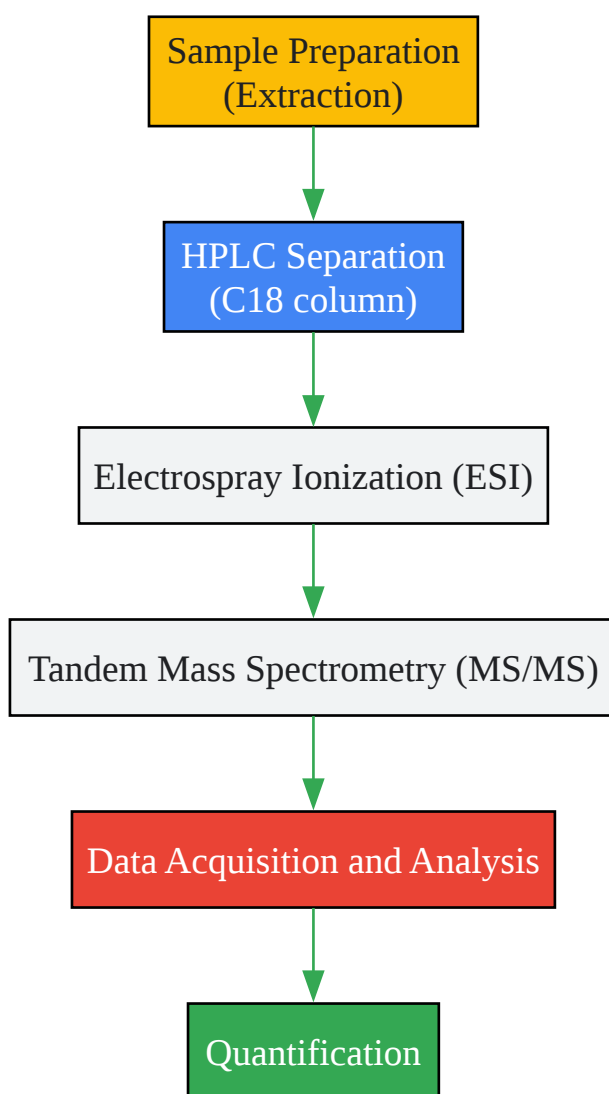 Sample Preparation
(Extraction)
HPLC Separation
(C18 column)
Electrospray Ionization (ESI)
Tandem Mass Spectrometry (MS/MS)
Data Acquisition and Analysis
Quantification